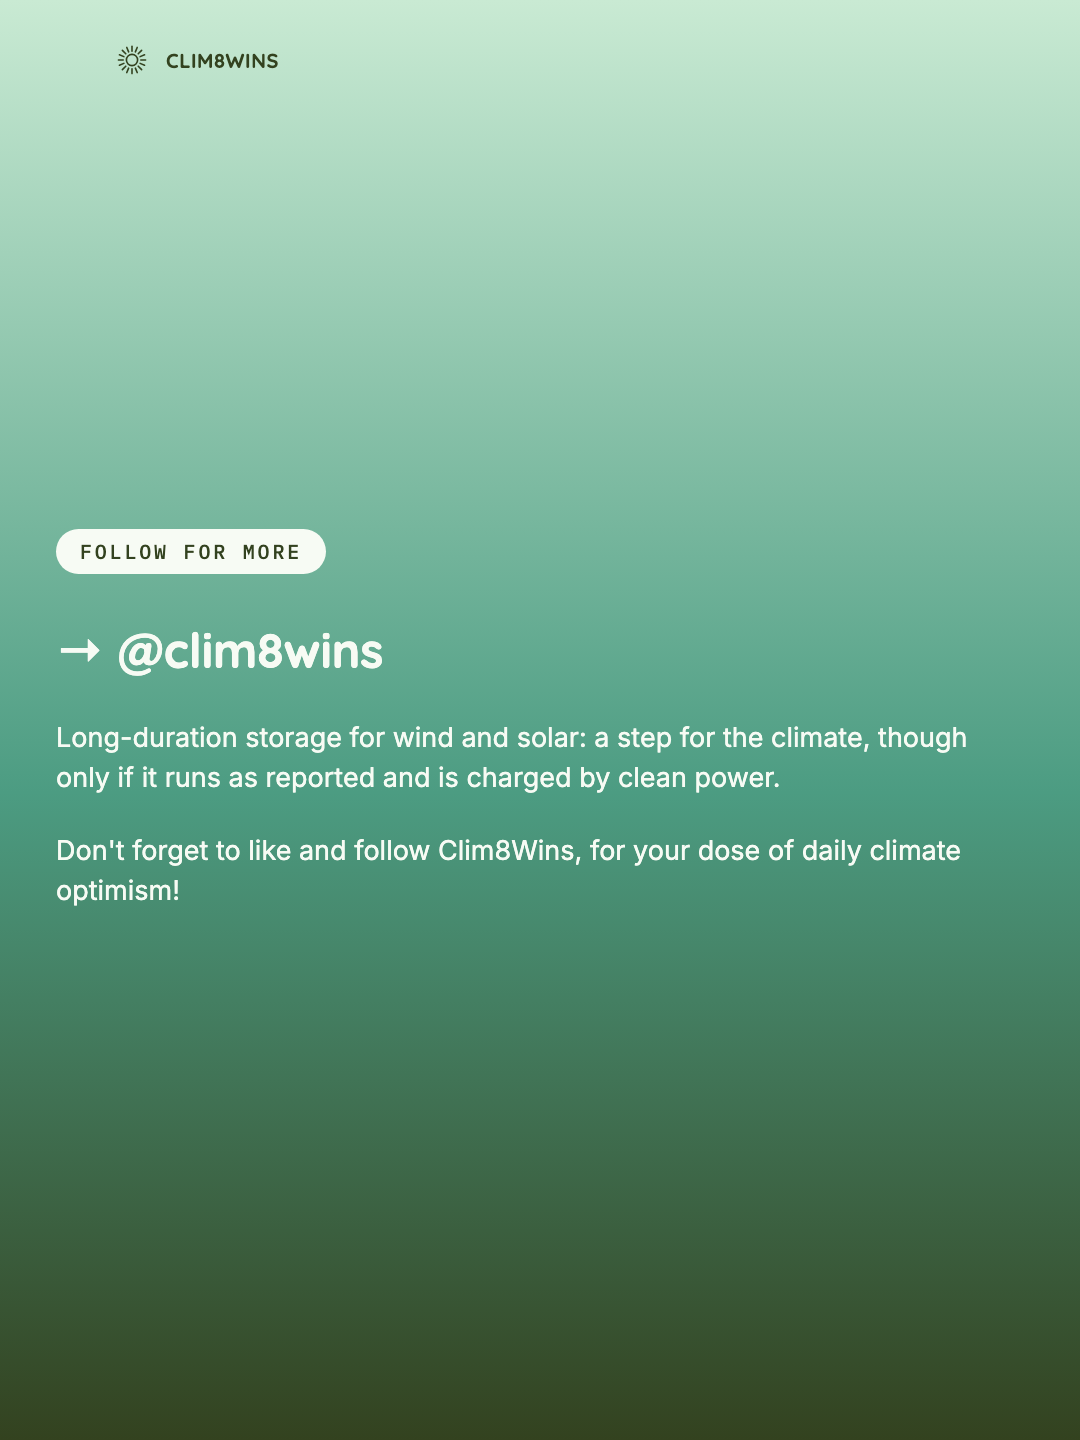 CLIM8WINS
FOLLOW FOR MORE
→ @clim8wins
Long-duration storage for wind and solar: a step for the climate, though
only if it runs as reported and is charged by clean power.
Don't forget to like and follow Clim8Wins, for your dose of daily climate
optimism!